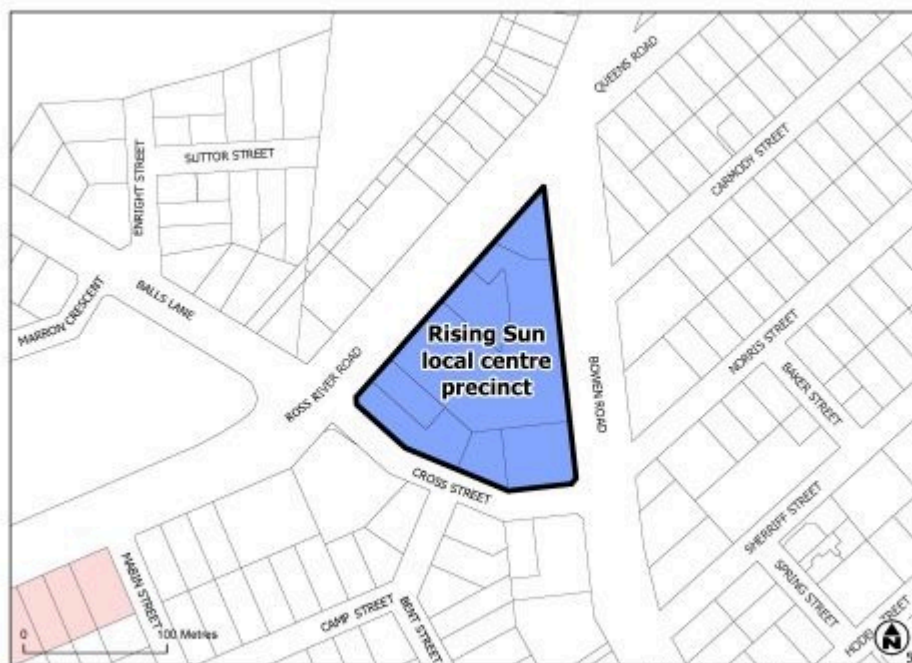 QUEENS ROAD
CARMODY STREET
SUTTOR STREET
ENRIGHT STREET
BALLS LANE
MARRON CRESCENT
ROSS RIVER ROAD
Rising Sun
local centre
precinct
BOWEN ROAD
NORRIS STREET
BAKER STREET
CROSS STREET
SHERRIFF STREET
SPRING STREET
MABIN STREET
CAMP STREET
BENT STREET
0
100 Metres
N